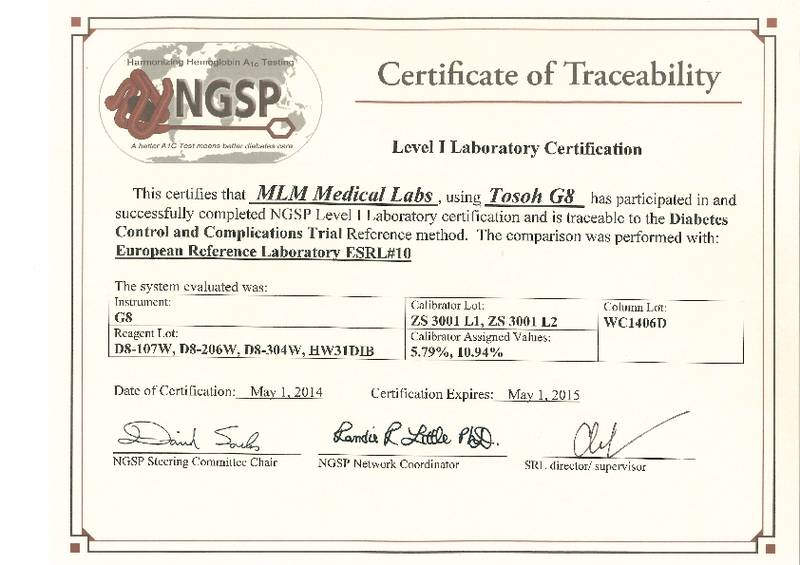 Harmonizing Hemoglobin A1c Testing
NGSP
A better A1C Test means better diabetes care
Certificate of Traceability
Level I Laboratory Certification
This certifies that MLM Medical Labs, using Tosoh G8 has participated in and
successfully completed NGSP Level I Laboratory certification and is traceable to the Diabetes
Control and Complications Trial Reference method. The comparison was performed with:
European Reference Laboratory ESRL#10
The system evaluated was:
Instrument:
G8
Reagent Lot:
D8-107W, D8-206W, D8-304W, HW31DIB
Calibrator Lot:
ZS 3001 L1, ZS 3001 L2
Calibrator Assigned Values:
5.79%, 10.94%
Column Lot:
WC1406D
Date of Certification: May 1, 2014 Certification Expires: May 1, 2015
David Sacks
Randie R Little PhD.
NGSP Steering Committee Chair
NGSP Network Coordinator
SRL director/ supervisor